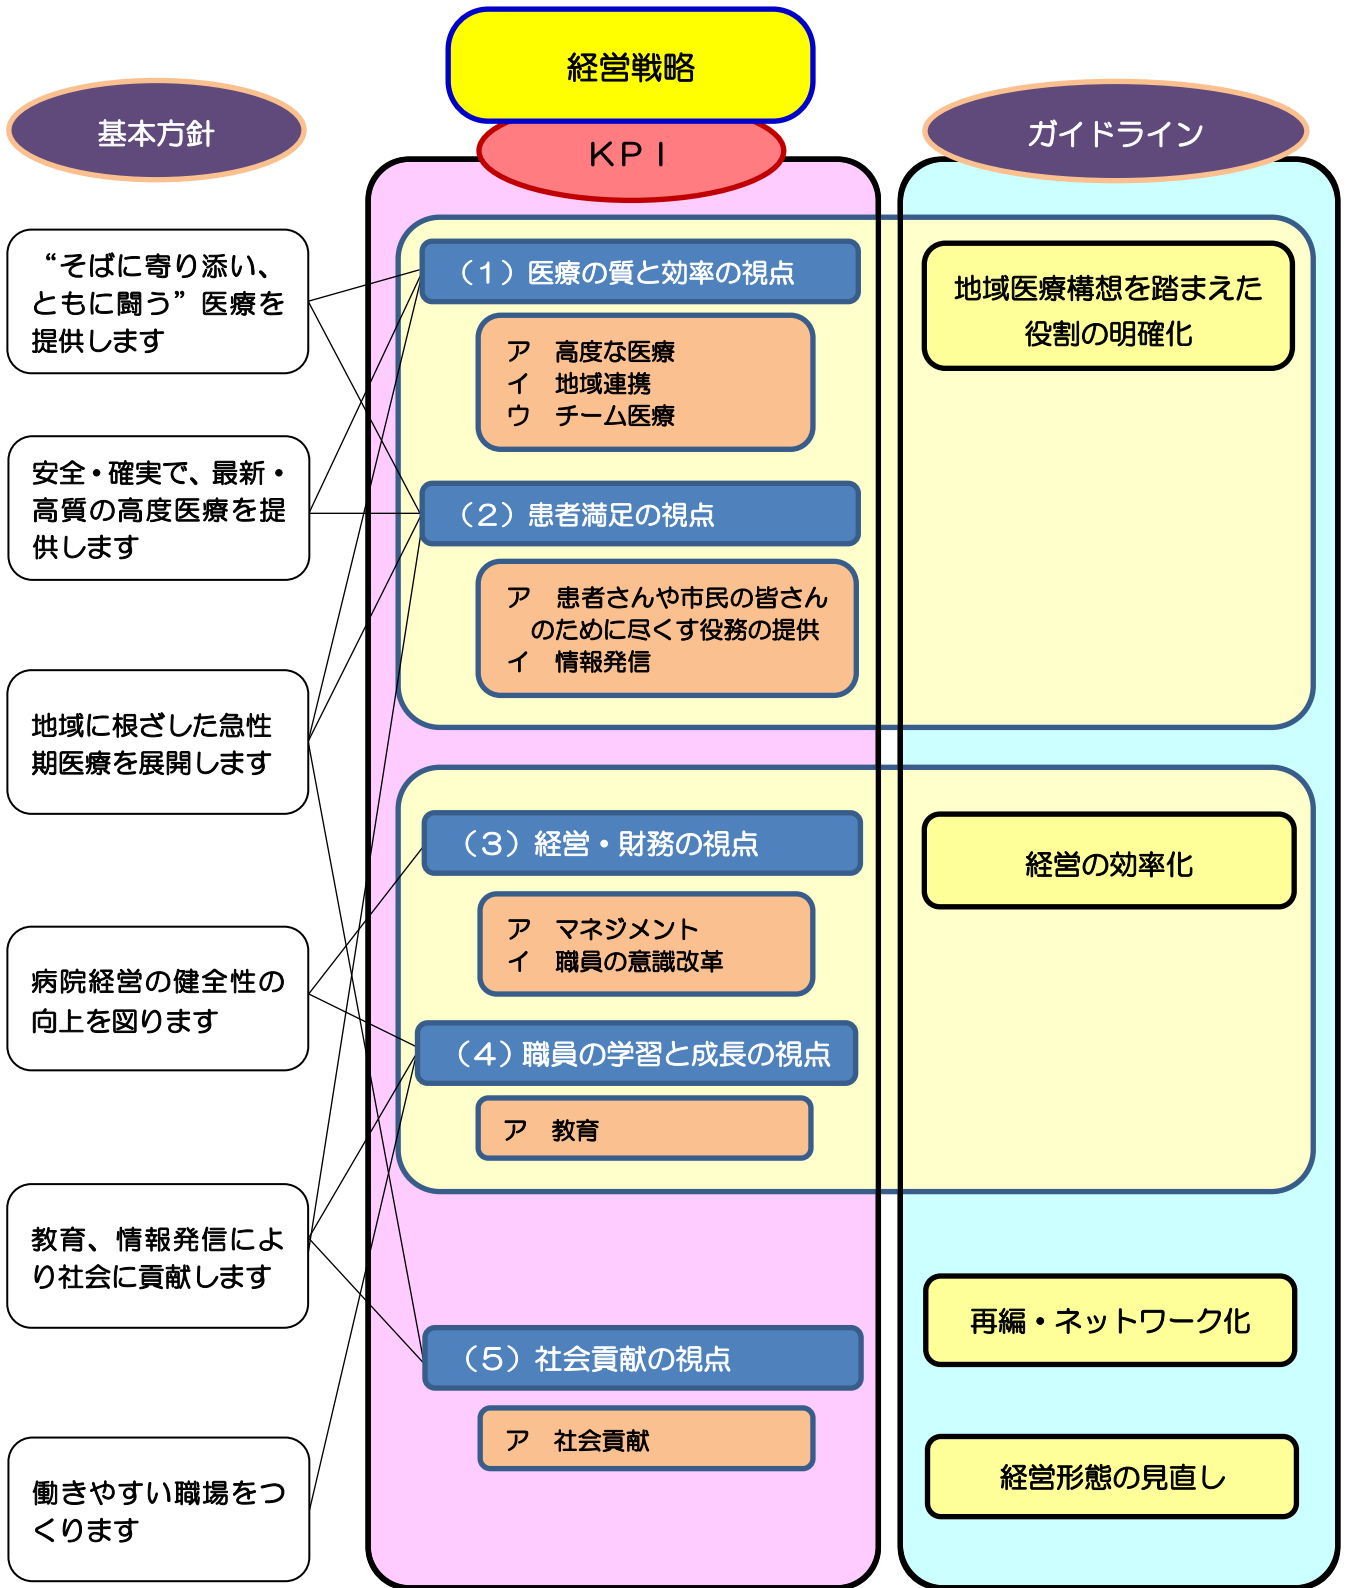 経営戦略
基本方針
ＫＰＩ
ガイドライン
“そばに寄り添い、
ともに闘う”医療を
提供します
安全・確実で、最新・
高質の高度医療を提
供します
地域に根ざした急性
期医療を展開します
病院経営の健全性の
向上を図ります
教育、情報発信によ
り社会に貢献します
働きやすい職場をつ
くります
（１）医療の質と効率の視点
ア　高度な医療
イ　地域連携
ウ　チーム医療
（２）患者満足の視点
ア　患者さんや市民の皆さん
のために尽くす役務の提供
イ　情報発信
（３）経営・財務の視点
ア　マネジメント
イ　職員の意識改革
（４）職員の学習と成長の視点
ア　教育
（５）社会貢献の視点
ア　社会貢献
地域医療構想を踏まえた
役割の明確化
経営の効率化
再編・ネットワーク化
経営形態の見直し